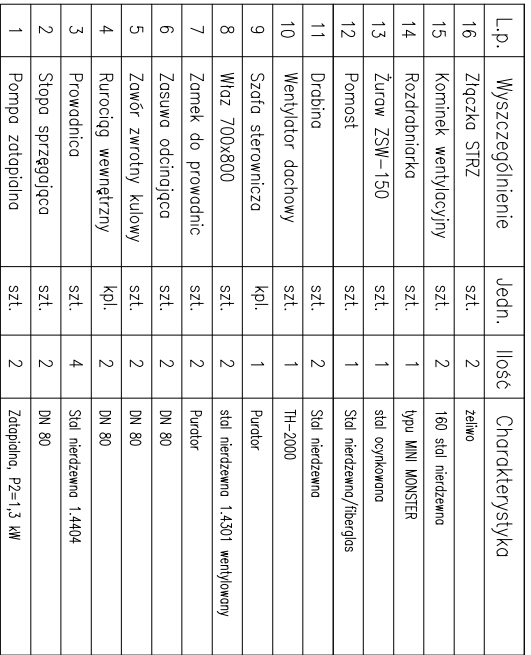 L.p. Wyszczególnienie Jedn. Ilość Charakterystyka
16 Złączka STRZ szt. 2 żeliwo
15 Kominek wentylacyjny szt. 2 160 stal nierdzewna
14 Rozdrabniarka szt. 1 typu MINI MONSTER
13 Żuraw ZSW-150 szt. 1 stal ocynkowana
12 Pomost szt. 1 Stal nierdzewna/fiberglas
11 Drabina szt. 2 Stal nierdzewna
10 Wentylator dachowy szt. 1 TH-2000
9 Szafa sterownicza kpl. 1 Purator
8 Właz 700x800 szt. 2 stal nierdzewna 1.4301 wentylowany
7 Zamek do prowadnic szt. 2 Purator
6 Zasuwa odcinająca szt. 2 DN 80
5 Zawór zwrotny kulowy szt. 2 DN 80
4 Rurociąg wewnętrzny kpl. 2 DN 80
3 Prowadnica szt. 4 Stal nierdzewna 1.4404
2 Stopa sprzęgająca szt. 2 DN 80
1 Pompa zatapialna szt. 2 Zatapialna, P2=1,3 kW